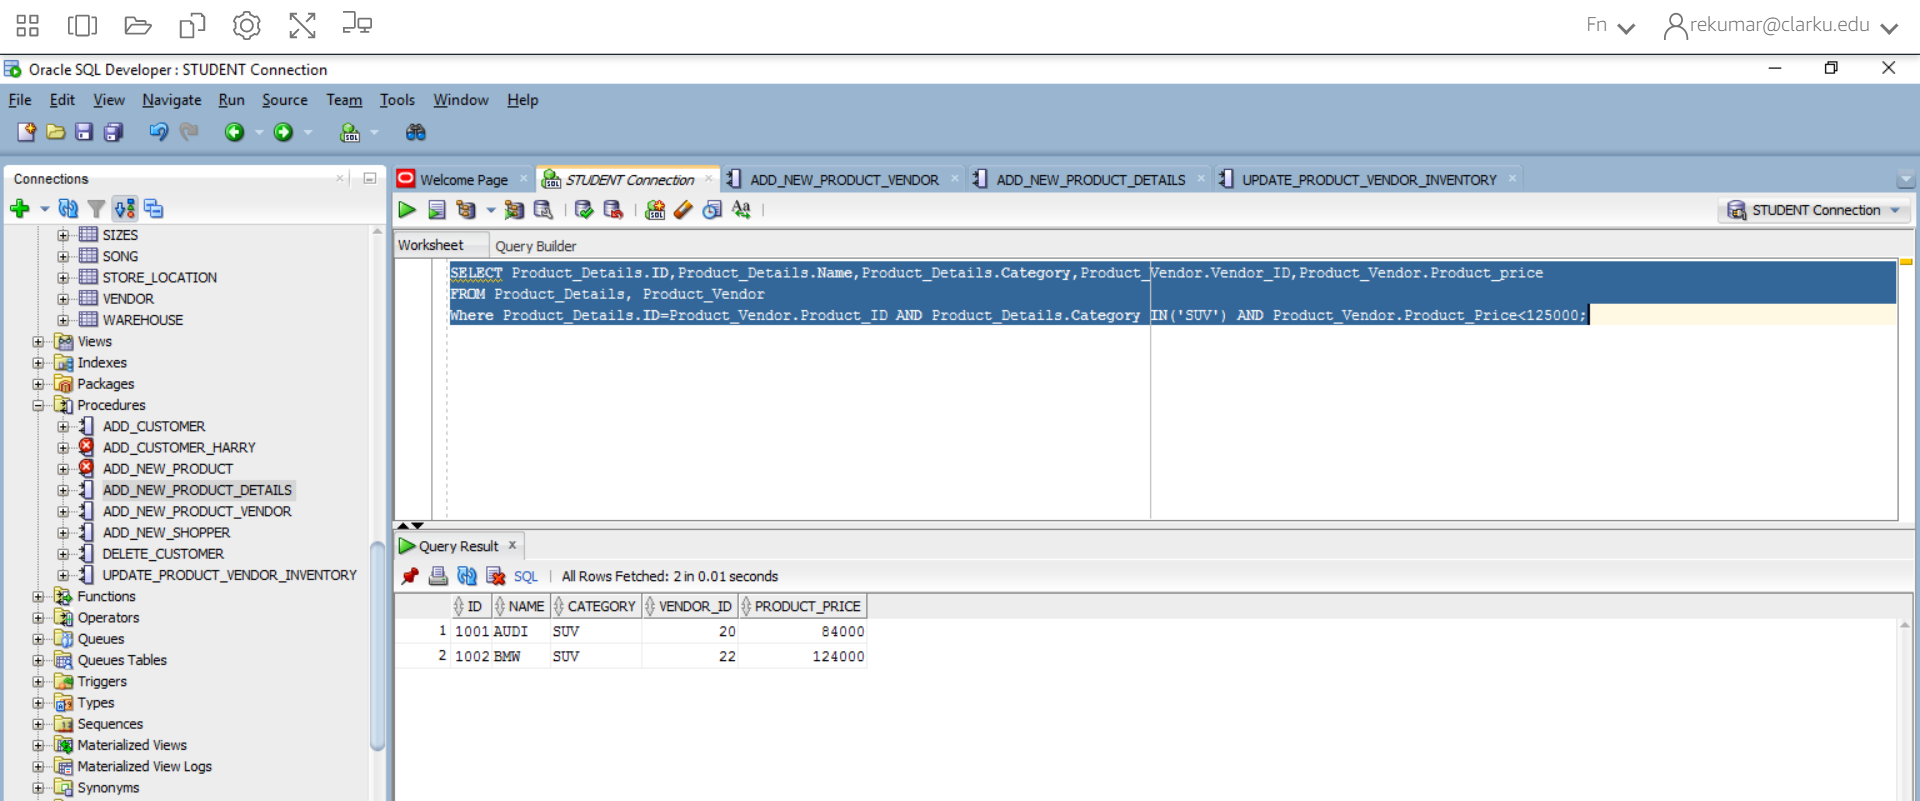 Fn
rekumar@clarku.edu
Oracle SQL Developer : STUDENT Connection
File Edit View Navigate Run Source Team Tools Window Help
Connections
Welcome Page
STUDENT Connection
ADD_NEW_PRODUCT_VENDOR
ADD_NEW_PRODUCT_DETAILS
UPDATE_PRODUCT_VENDOR_INVENTORY
STUDENT Connection
SIZES
SONG
STORE_LOCATION
VENDOR
WAREHOUSE
Views
Indexes
Packages
Procedures
ADD_CUSTOMER
ADD_CUSTOMER_HARRY
ADD_NEW_PRODUCT
ADD_NEW_PRODUCT_DETAILS
ADD_NEW_PRODUCT_VENDOR
ADD_NEW_SHOPPER
DELETE_CUSTOMER
UPDATE_PRODUCT_VENDOR_INVENTORY
Functions
Operators
Queues
Queues Tables
Triggers
Types
Sequences
Materialized Views
Materialized View Logs
Synonyms
Worksheet Query Builder
SELECT Product_Details.ID,Product_Details.Name,Product_Details.Category,Product_Vendor.Vendor_ID,Product_Vendor.Product_price
FROM Product_Details, Product_Vendor
Where Product_Details.ID=Product_Vendor.Product_ID AND Product_Details.Category IN('SUV') AND Product_Vendor.Product_Price<125000;
Query Result x
SQL | All Rows Fetched: 2 in 0.01 seconds
ID NAME CATEGORY VENDOR_ID PRODUCT_PRICE
1 1001 AUDI SUV 20 84000
2 1002 BMW SUV 22 124000